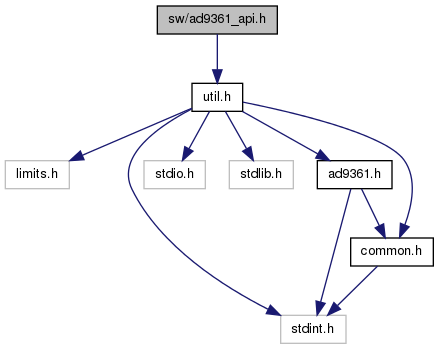 sw/ad9361_api.h
util.h
limits.h
stdio.h
stdlib.h
ad9361.h
common.h
stdint.h